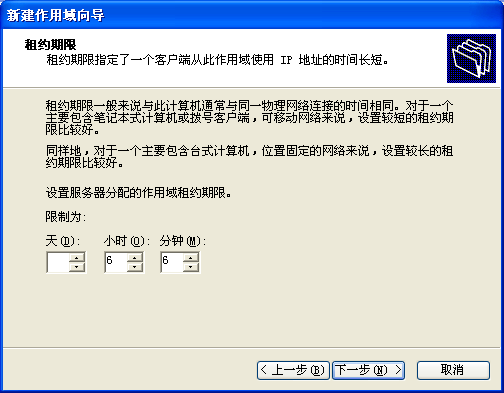 新建作用域向导
租约期限
租约期限指定了一个客户端从此作用域使用 IP 地址的时间长短。
租约期限一般来说与此计算机通常与同一物理网络连接的时间相同。对于一个
主要包含笔记本式计算机或拨号客户端，可移动网络来说，设置较短的租约期
限比较好。
同样地，对于一个主要包含台式计算机，位置固定的网络来说，设置较长的租
约期限比较好。
设置服务器分配的作用域租约期限。
限制为:
天(D): 小时(O): 分钟(M):
6 6
< 上一步(B) 下一步(N) > 取消